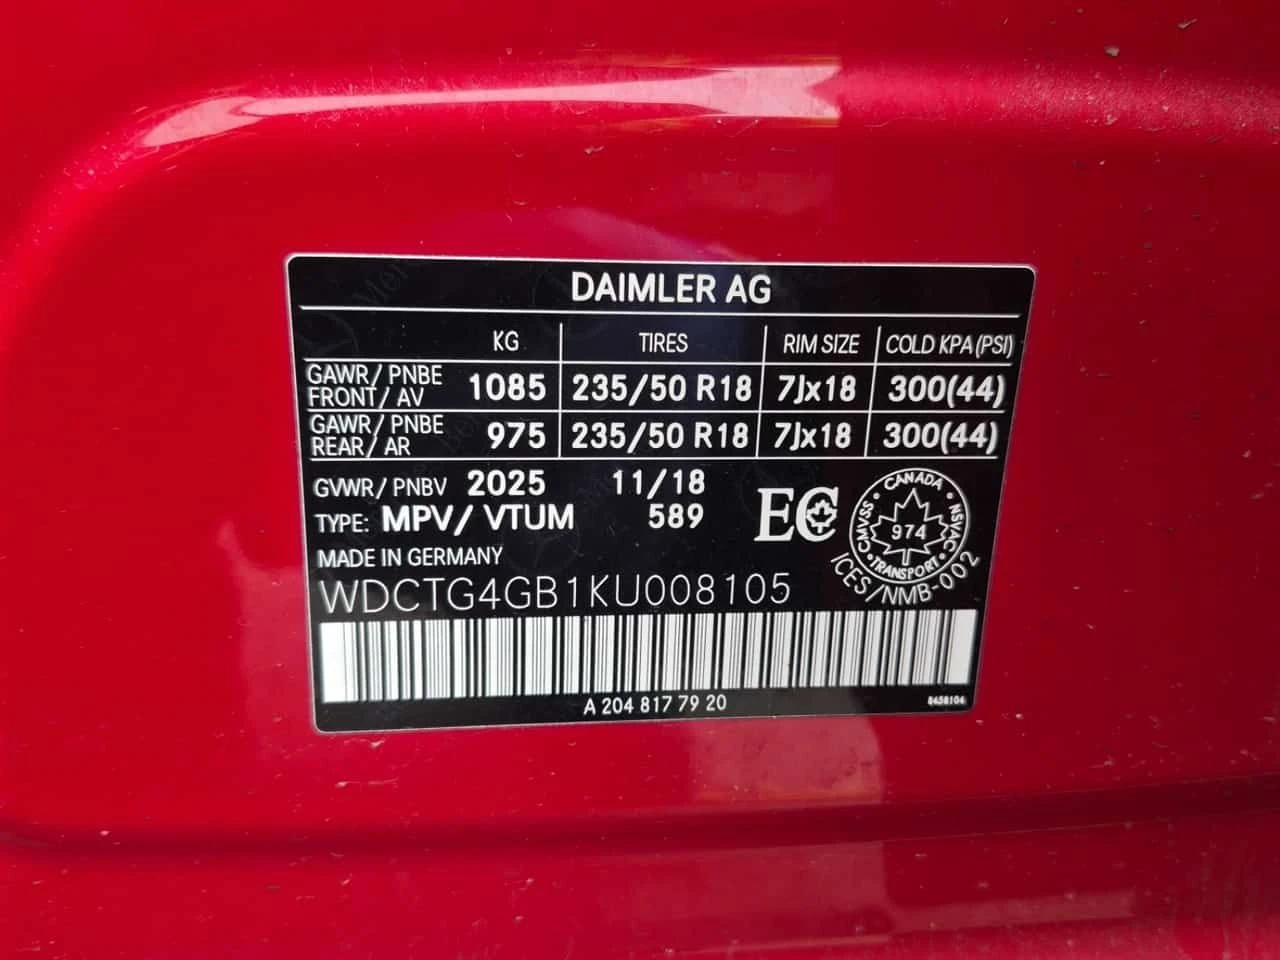 DAIMLER AG
KG TIRES RIM SIZE COLD KPA (PSI)
GAWR/ PNBE FRONT/ AV 1085 235/50 R18 7Jx18 300(44)
GAWR/ PNBE REAR/ AR 975 235/50 R18 7Jx18 300(44)
GVWR/ PNBV 2025 11/18
TYPE: MPV/ VTUM 589
EC
CANADA
CMVSS
NSVAC
974
TRANSPORT
ICES/NMB-002
MADE IN GERMANY
WDCTG4GB1KU008105
A 204 817 79 20
8458104